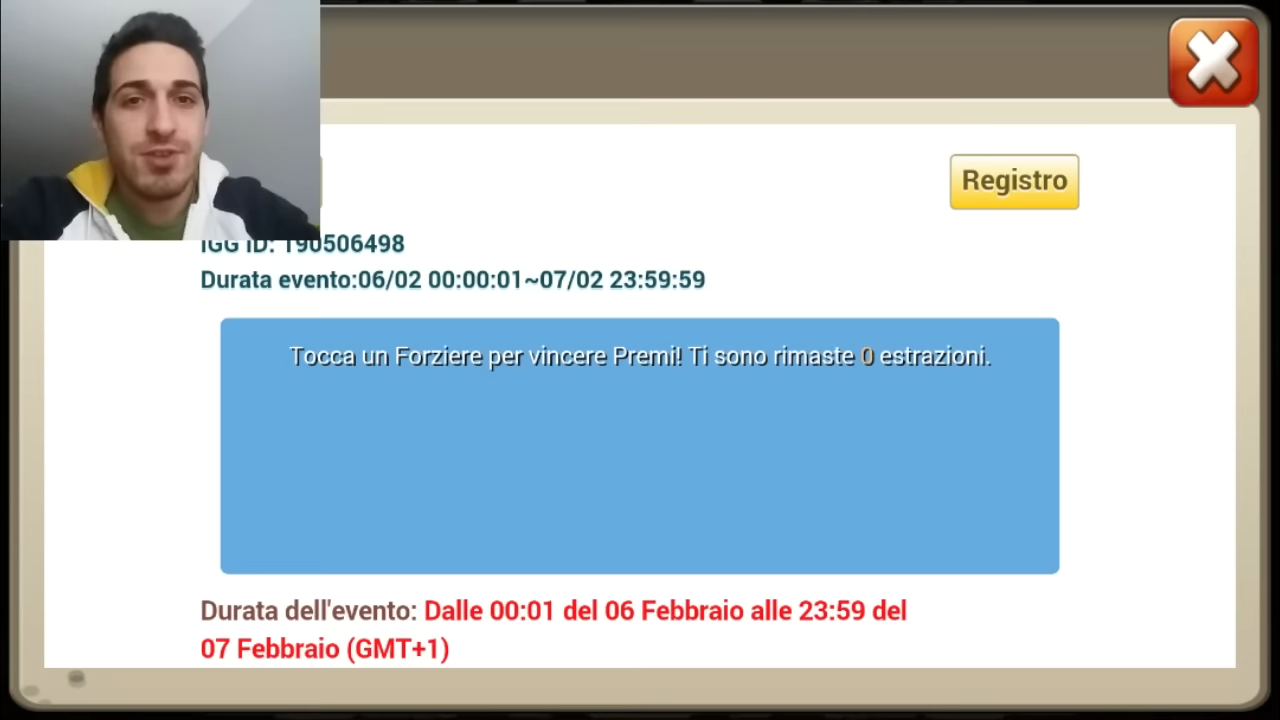 Registro
IGG ID: 190506498
Durata evento:06/02 00:00:01~07/02 23:59:59
Tocca un Forziere per vincere Premi! Ti sono rimaste 0 estrazioni.
Durata dell'evento: Dalle 00:01 del 06 Febbraio alle 23:59 del
07 Febbraio (GMT+1)